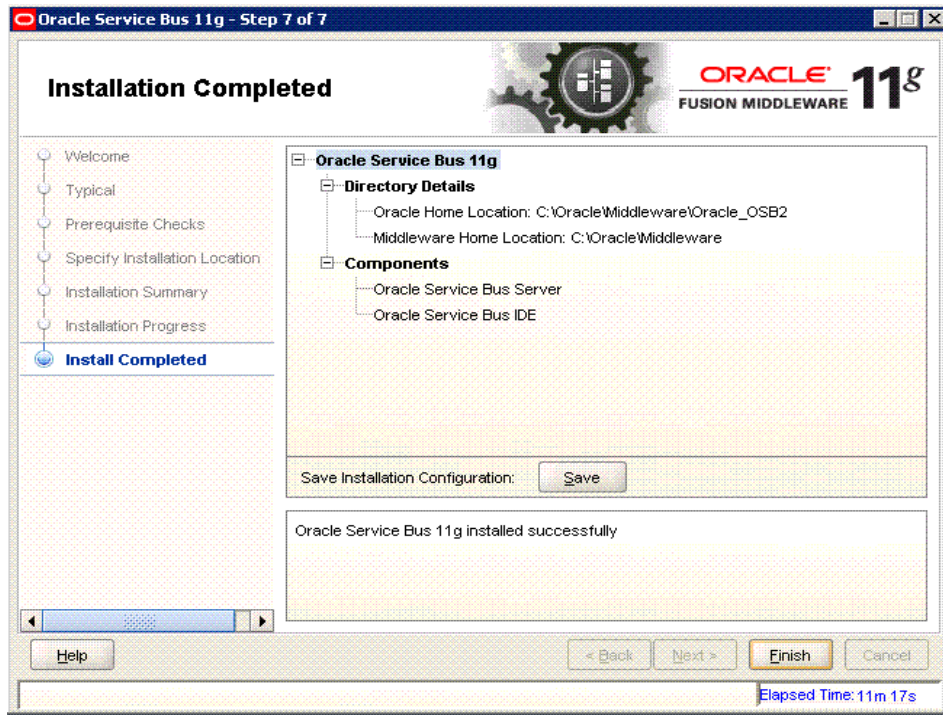 Oracle Service Bus 11g - Step 7 of 7
Installation Completed
ORACLE
FUSION MIDDLEWARE 11g
Welcome
Typical
Prerequisite Checks
Specify Installation Location
Installation Summary
Installation Progress
Install Completed
Oracle Service Bus 11g
Directory Details
Oracle Home Location: C:\Oracle\Middleware\Oracle_OSB2
Middleware Home Location: C:\Oracle\Middleware
Components
Oracle Service Bus Server
Oracle Service Bus IDE
Save Installation Configuration: Save
Oracle Service Bus 11g installed successfully
Help < Back Next > Finish Cancel
Elapsed Time: 11m 17s